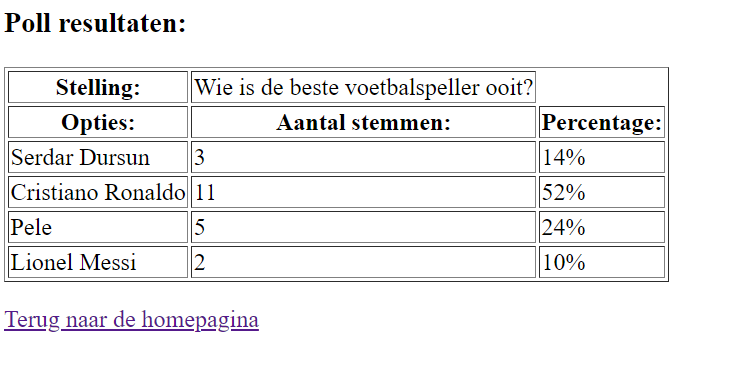 Poll resultaten:
Stelling: Wie is de beste voetbalspeller ooit?
Opties: Aantal stemmen: Percentage:
Serdar Dursun 3 14%
Cristiano Ronaldo 11 52%
Pele 5 24%
Lionel Messi 2 10%
Terug naar de homepagina